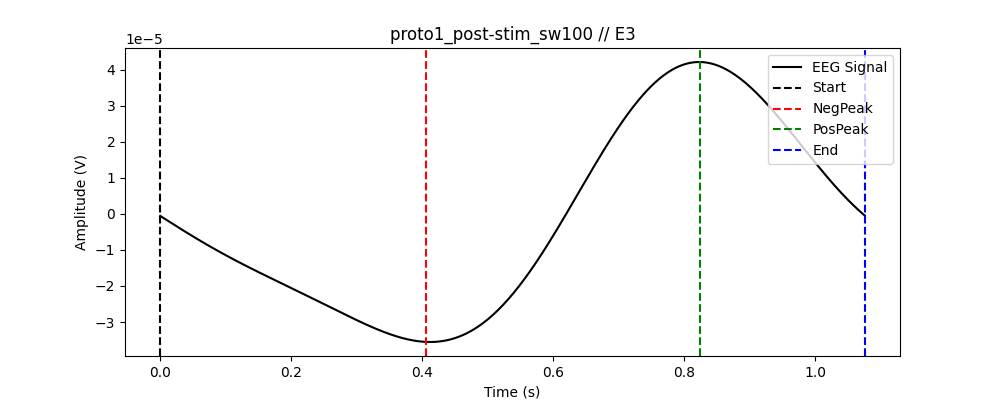 proto1_post-stim_sw100 // E3
1e−5
4
3
2
1
0
−1
−2
−3
Amplitude (V)
EEG Signal
Start
NegPeak
PosPeak
End
0.0 0.2 0.4 0.6 0.8 1.0
Time (s)